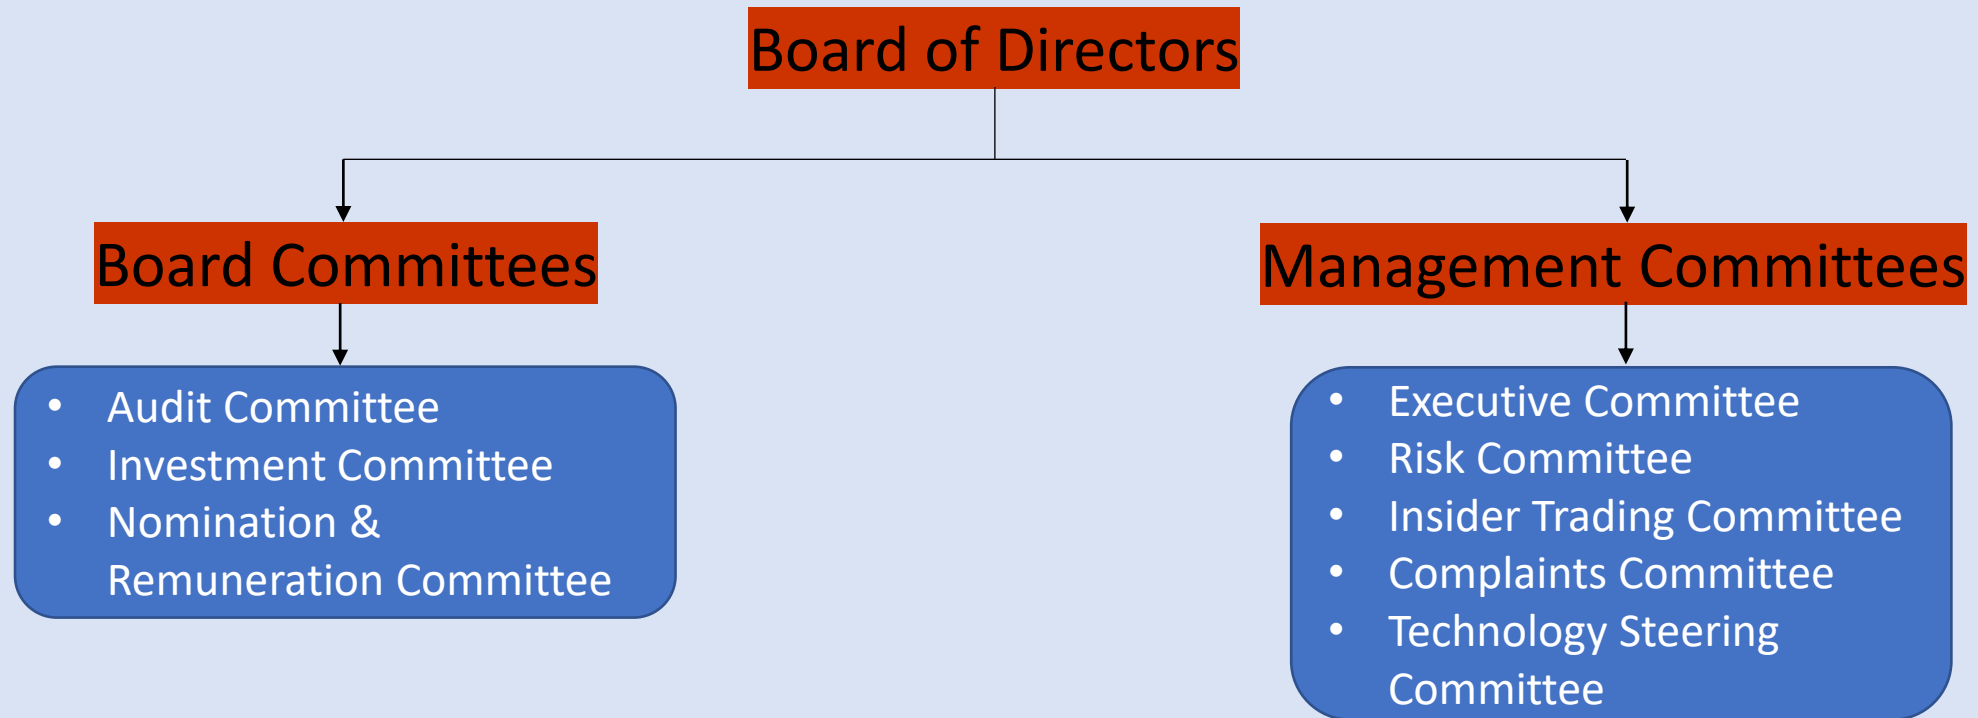 Board of Directors
Board Committees
Management Committees
• Audit Committee
• Investment Committee
• Nomination &
Remuneration Committee
• Executive Committee
• Risk Committee
• Insider Trading Committee
• Complaints Committee
• Technology Steering
Committee